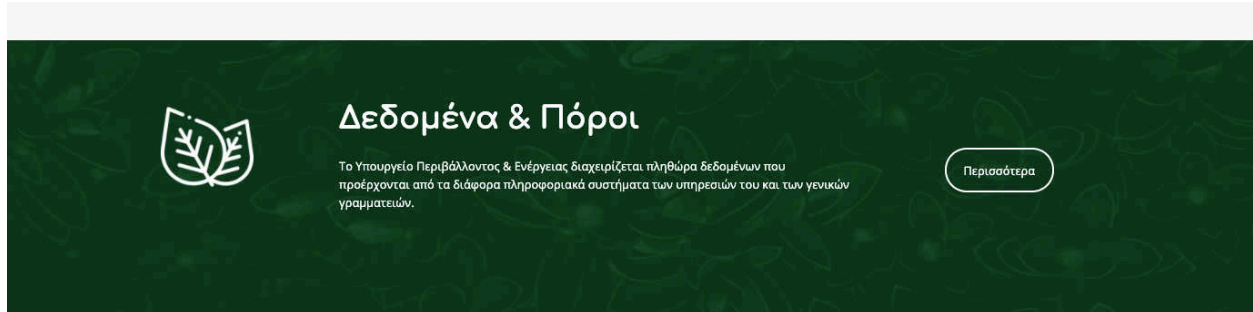 Δεδομένα & Πόροι
Το Υπουργείο Περιβάλλοντος & Ενέργειας διαχειρίζεται πληθώρα δεδομένων που
προέρχονται από τα διάφορα πληροφοριακά συστήματα των υπηρεσιών του και των γενικών
γραμματειών.
Περισσότερα